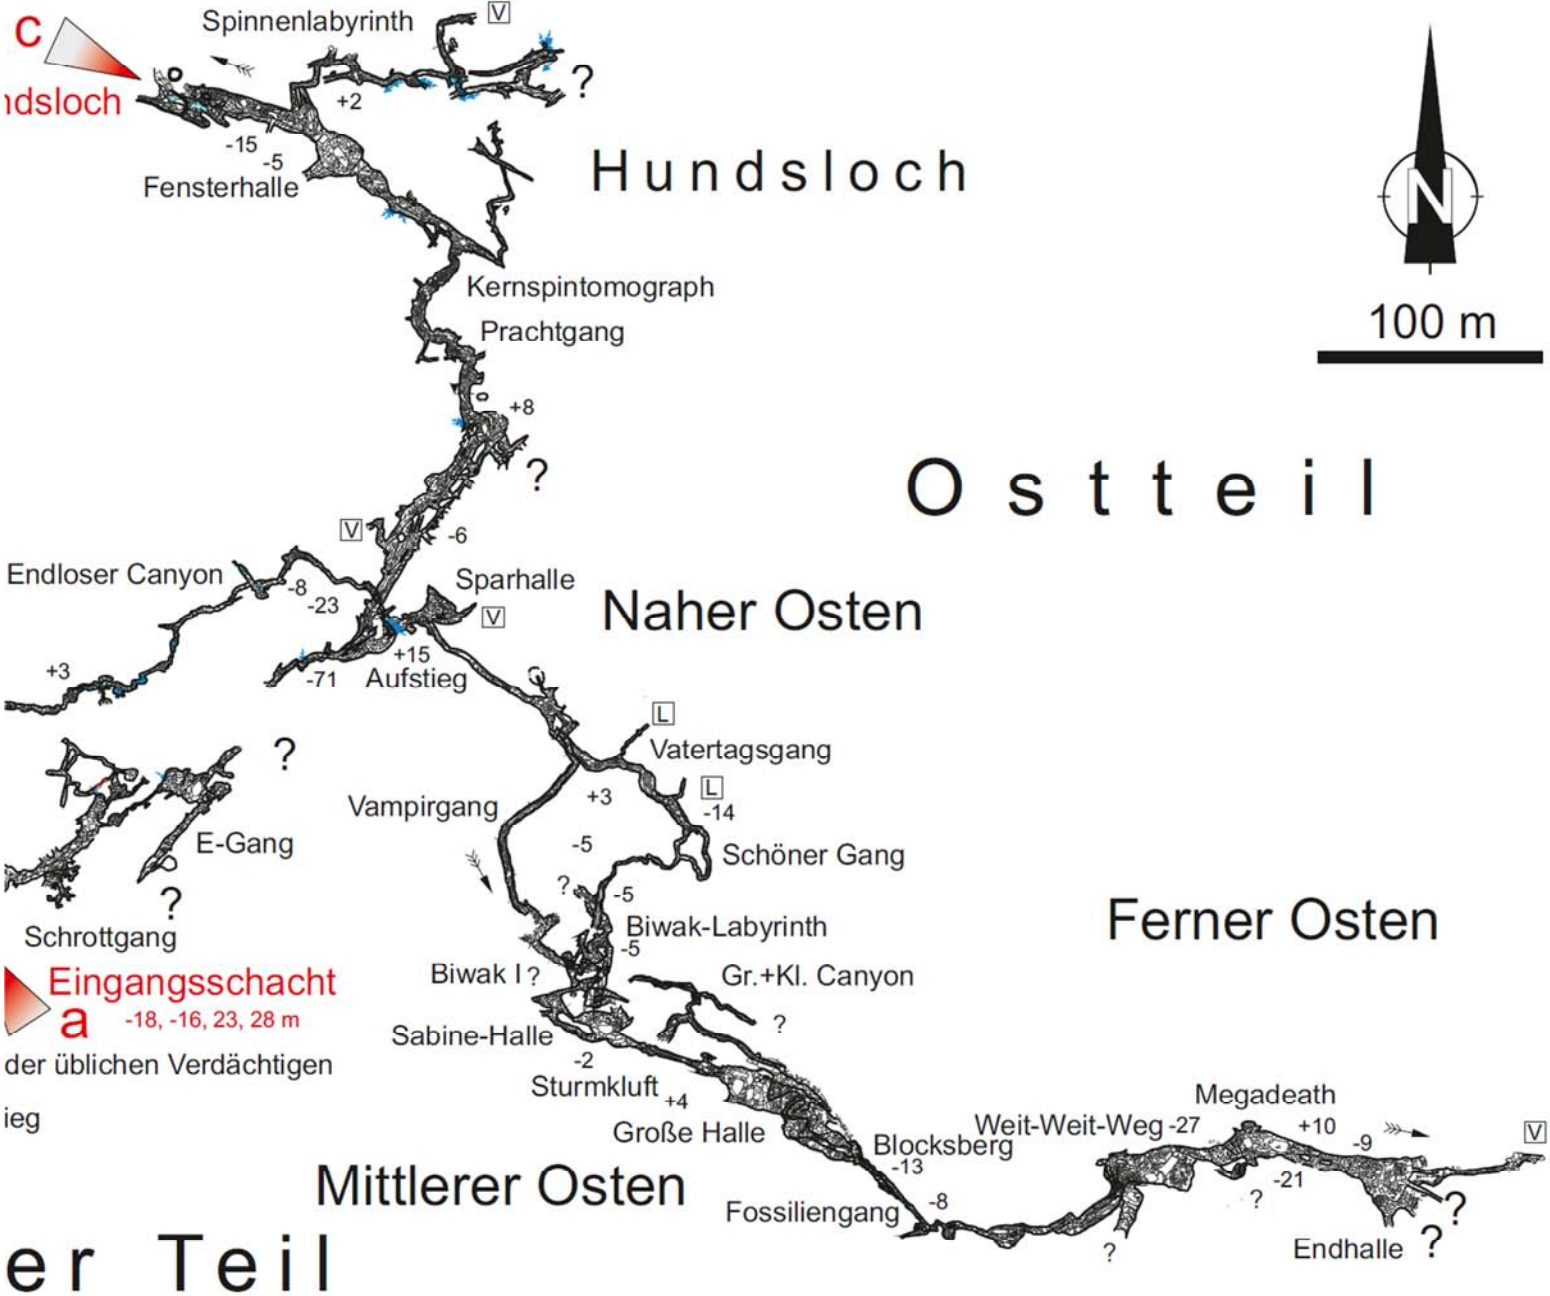 Spinnenlabyrinth
V
c
ndsloch
+2
?
-15
-5
Fensterhalle
Hundsloch
N
Kernspintomograph
Prachtgang
100 m
+8
?
Ostteil
V
-6
Endloser Canyon
-8
-23
Sparhalle
V
Naher Osten
+3
+15
-71
Aufstieg
L
?
Vatertagsgang
L
-14
Vampirgang
+3
-5
E-Gang
Schöner Gang
?
?
-5
Schrottgang
Biwak-Labyrinth
-5
Ferner Osten
Biwak I ?
Gr.+Kl. Canyon
?
Eingangsschacht
a
-18, -16, 23, 28 m
Sabine-Halle
-2
der üblichen Verdächtigen
Sturmkluft
+4
ieg
Große Halle
Megadeath
Weit-Weit-Weg -27
+10
-9
V
Blocksberg
-13
-21
?
Mittlerer Osten
Fossiliengang
-8
?
?
Endhalle
?
er Teil